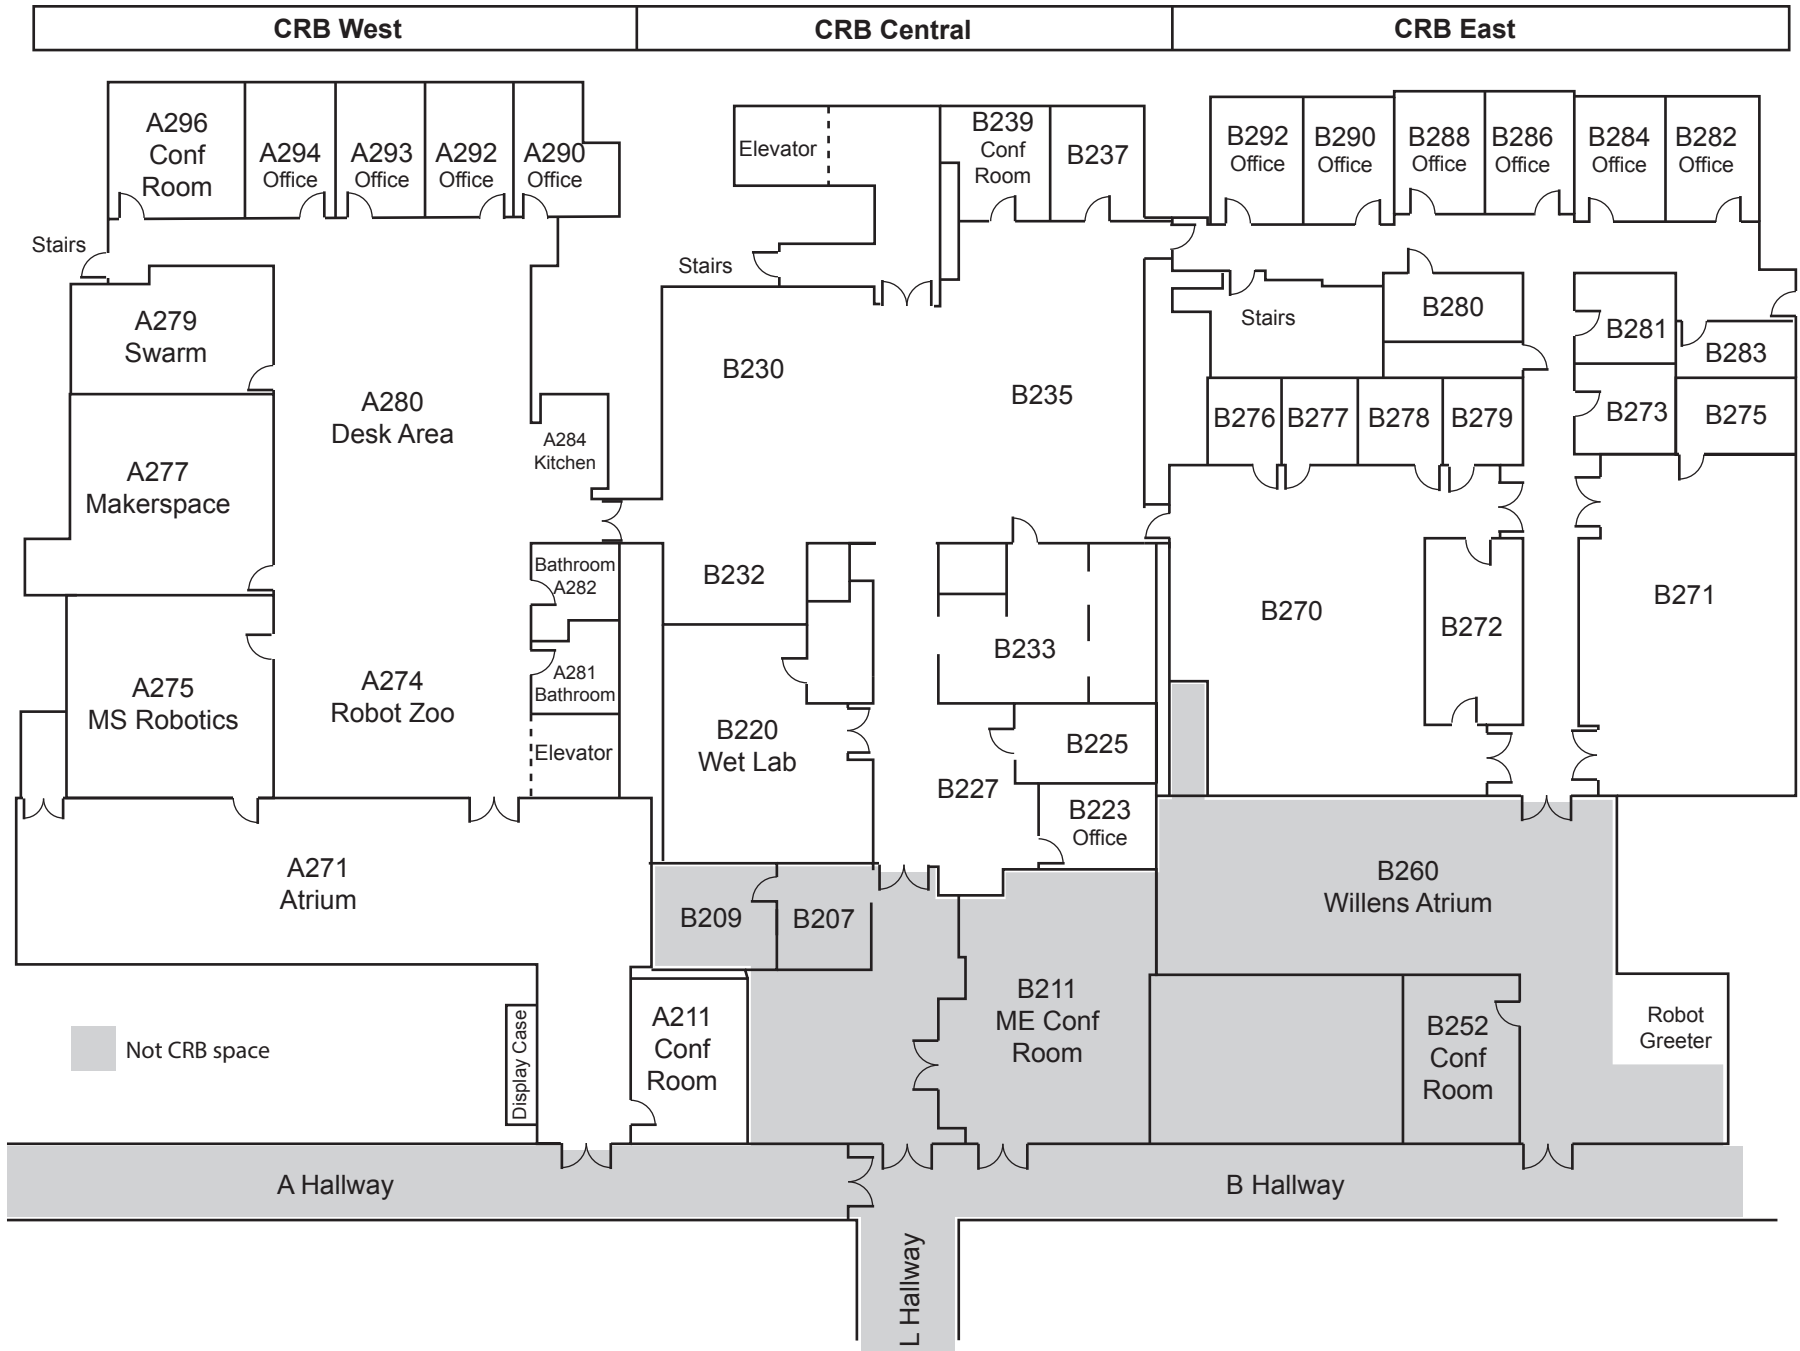 CRB West
CRB Central
CRB East
A296
Conf
Room
A294
Office
A293
Office
A292
Office
A290
Office
Elevator
B239
Conf
Room
B237
B292
Office
B290
Office
B288
Office
B286
Office
B284
Office
B282
Office
Stairs
Stairs
Stairs
A279
Swarm
B280
B281
B283
B230
B235
A280
Desk Area
A284
Kitchen
B276
B277
B278
B279
B273
B275
A277
Makerspace
Bathroom
A282
B232
B270
B272
B271
B233
A275
MS Robotics
A274
Robot Zoo
A281
Bathroom
Elevator
B220
Wet Lab
B225
B227
B223
Office
A271
Atrium
B209
B207
B260
Willens Atrium
Not CRB space
Display Case
A211
Conf
Room
B211
ME Conf
Room
B252
Conf
Room
Robot
Greeter
A Hallway
B Hallway
L Hallway